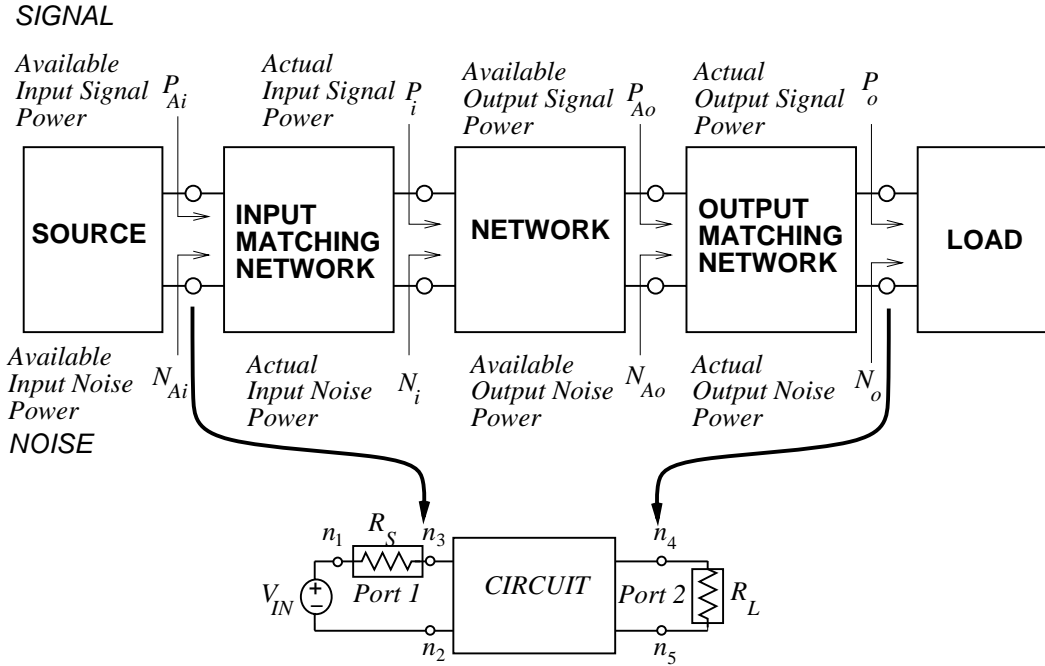 SIGNAL
Available
Input Signal
Power
P_Ai
Actual
Input Signal
Power
P_i
Available
Output Signal
Power
P_Ao
Actual
Output Signal
Power
P_o
SOURCE
INPUT
MATCHING
NETWORK
NETWORK
OUTPUT
MATCHING
NETWORK
LOAD
Available
Input Noise
Power
N_Ai
Actual
Input Noise
Power
N_i
Available
Output Noise
Power
N_Ao
Actual
Output Noise
Power
N_o
NOISE
n_1
R_S
n_3
n_4
V_IN
+
−
Port 1
CIRCUIT
Port 2
R_L
n_2
n_5